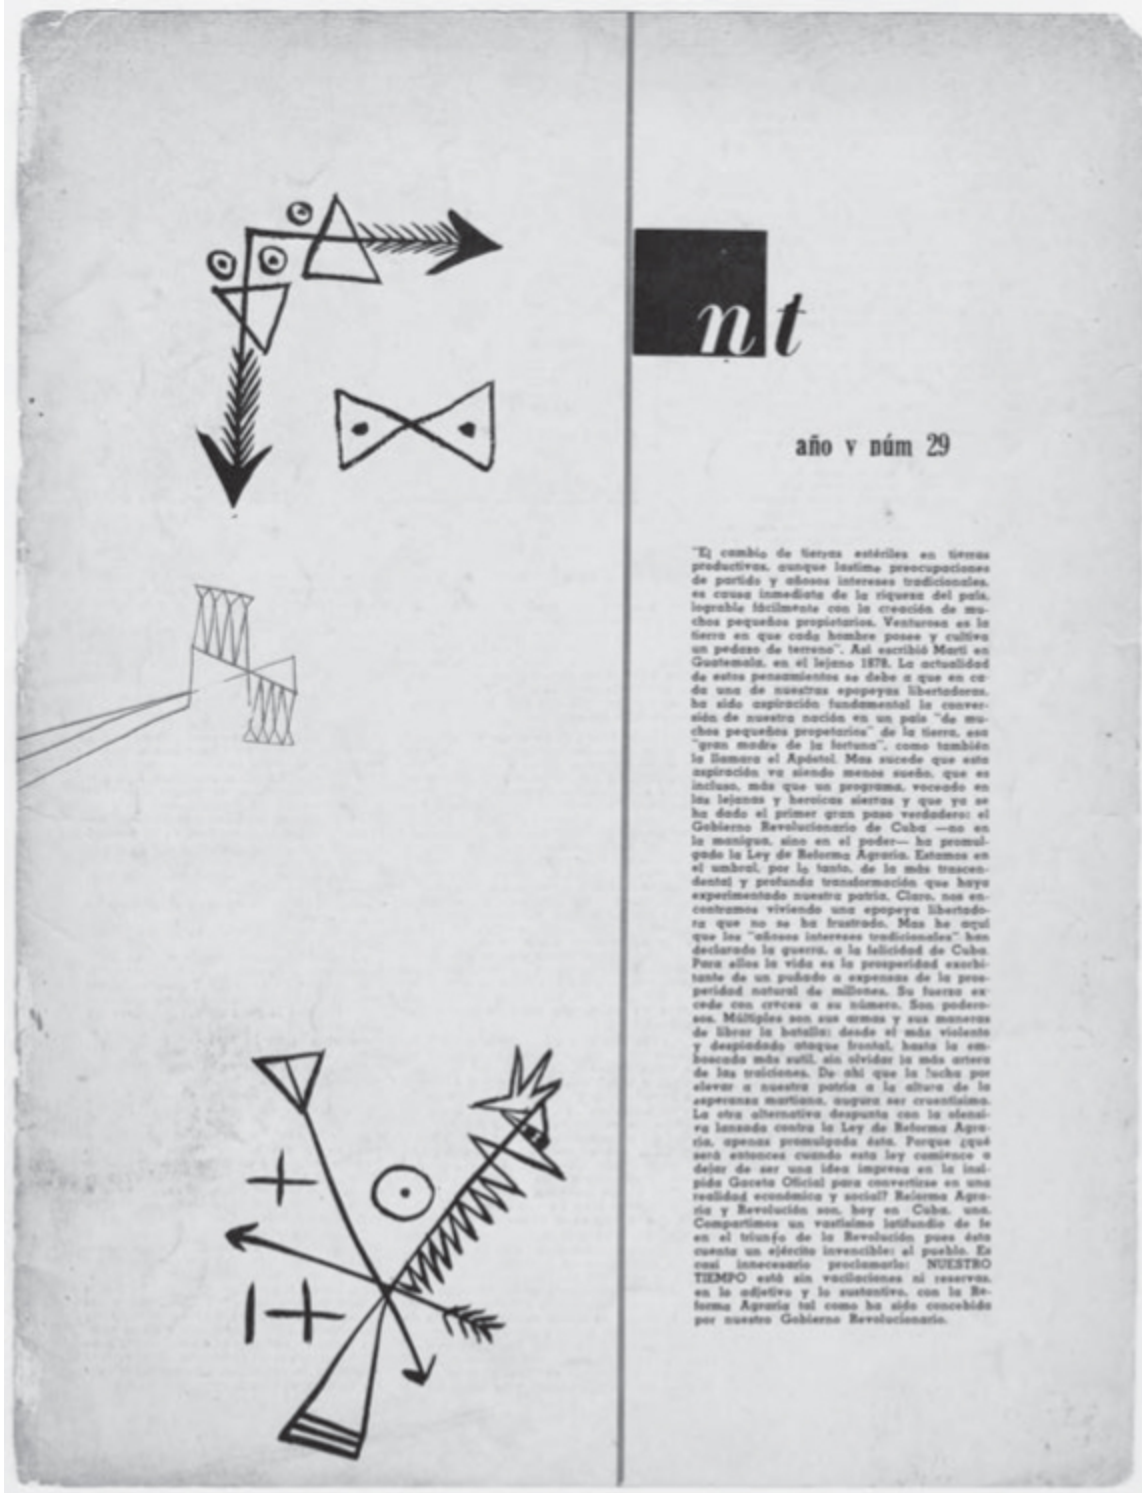 nt
año v núm 29
"El cambio de tierras estériles en tierras
productivas, aunque lastime preocupaciones
de partido y añosos intereses tradicionales,
es causa inmediata de la riqueza del país,
lograble fácilmente con la creación de mu-
chos pequeños propietarios. Venturosa es la
tierra en que cada hombre posee y cultiva
un pedazo de terreno". Así escribió Martí en
Guatemala, en el lejano 1878. La actualidad
de estos pensamientos se debe a que en ca-
da una de nuestras epopeyas libertadoras,
ha sido aspiración fundamental la conver-
sión de nuestra nación en un país "de mu-
chos pequeños propetarios" de la tierra, esa
"gran madre de la fortuna", como también
la llamara el Apóstol. Mas sucede que esta
aspiración va siendo menos sueño, que es
incluso, más que un programa, voceado en
las lejanas y heroicas sierras y que ya se
ha dado el primer gran paso verdadero: el
Gobierno Revolucionario de Cuba —no en
la manigua, sino en el poder— ha promul-
gado la Ley de Reforma Agraria. Estamos en
el umbral, por lo tanto, de la más trascen-
dental y profunda transformación que haya
experimentado nuestra patria. Claro, nos en-
contramos viviendo una epopeya libertado-
ra que no se ha frustrado. Mas he aquí
que los "añosos intereses tradicionales" han
declarado la guerra, a la felicidad de Cuba.
Para ellos la vida es la prosperidad exorbi-
tante de un puñado a expensas de la pros-
peridad natural de millones. Su fuerza ex-
cede con creces a su número. Son podero-
sos. Múltiples son sus armas y sus maneras
de librar la batalla: desde el más violento
y despiadado ataque frontal, hasta la em-
boscada más sutil, sin olvidar la más artera
de las traiciones. De ahí que la lucha por
elevar a nuestra patria a la altura de la
esperanza martiana, augura ser cruentísima.
La otra alternativa despunta con la ofensi-
va lanzada contra la Ley de Reforma Agra-
ria, apenas promulgada ésta. Porque ¿qué
será entonces cuando esta ley comience a
dejar de ser una idea impresa en la insí-
pida Gaceta Oficial para convertirse en una
realidad económica y social? Reforma Agra-
ria y Revolución son, hoy en Cuba, una.
Compartimos un vastísimo latifundio de fe
en el triunfo de la Revolución pues ésta
cuenta un ejército invencible: el pueblo. Es
casi innecesario proclamarlo: NUESTRO
TIEMPO está sin vacilaciones ni reservas,
en lo adjetivo y lo sustantivo, con la Re-
forma Agraria tal como ha sido concebida
por nuestro Gobierno Revolucionario.